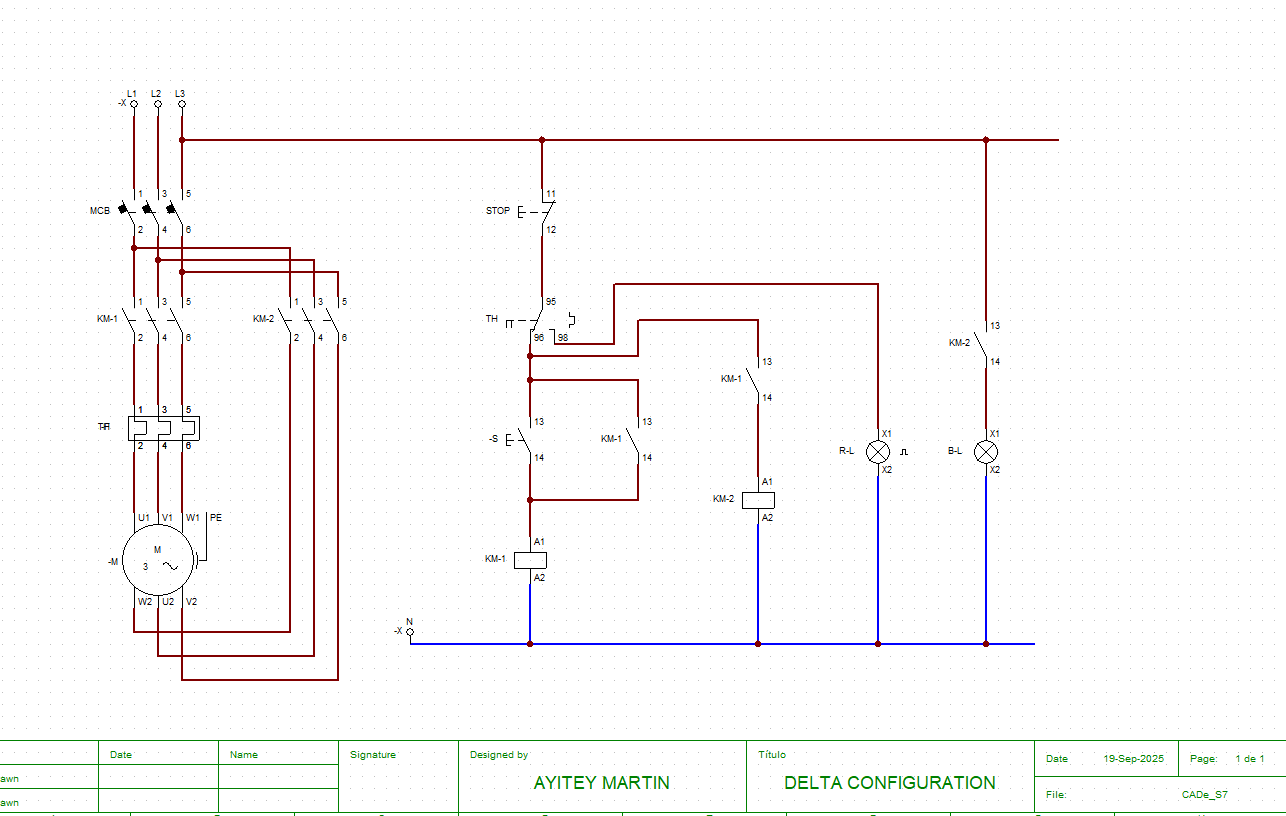 L1 L2 L3
-X
1 3 5
11
MCB
STOP
2 4 6
12
1 3 5
1 3 5
95
KM-1
KM-2
TH
13
2 4 6
2 4 6
96 98
KM-2
14
13
KM-1
14
1 3 5
13
13
TH
-S
KM-1
X1
X1
2 4 6
14
14
R-L
B-L
X2
X2
A1
KM-2
U1 V1 W1 PE
A2
A1
M
3
-M
KM-1
A2
W2 U2 V2
N
-X
Date
Name
Signature
Designed by
AYITEY MARTIN
Título
DELTA CONFIGURATION
Date 19-Sep-2025
Page: 1 de 1
awn
awn
File: CADe_S7